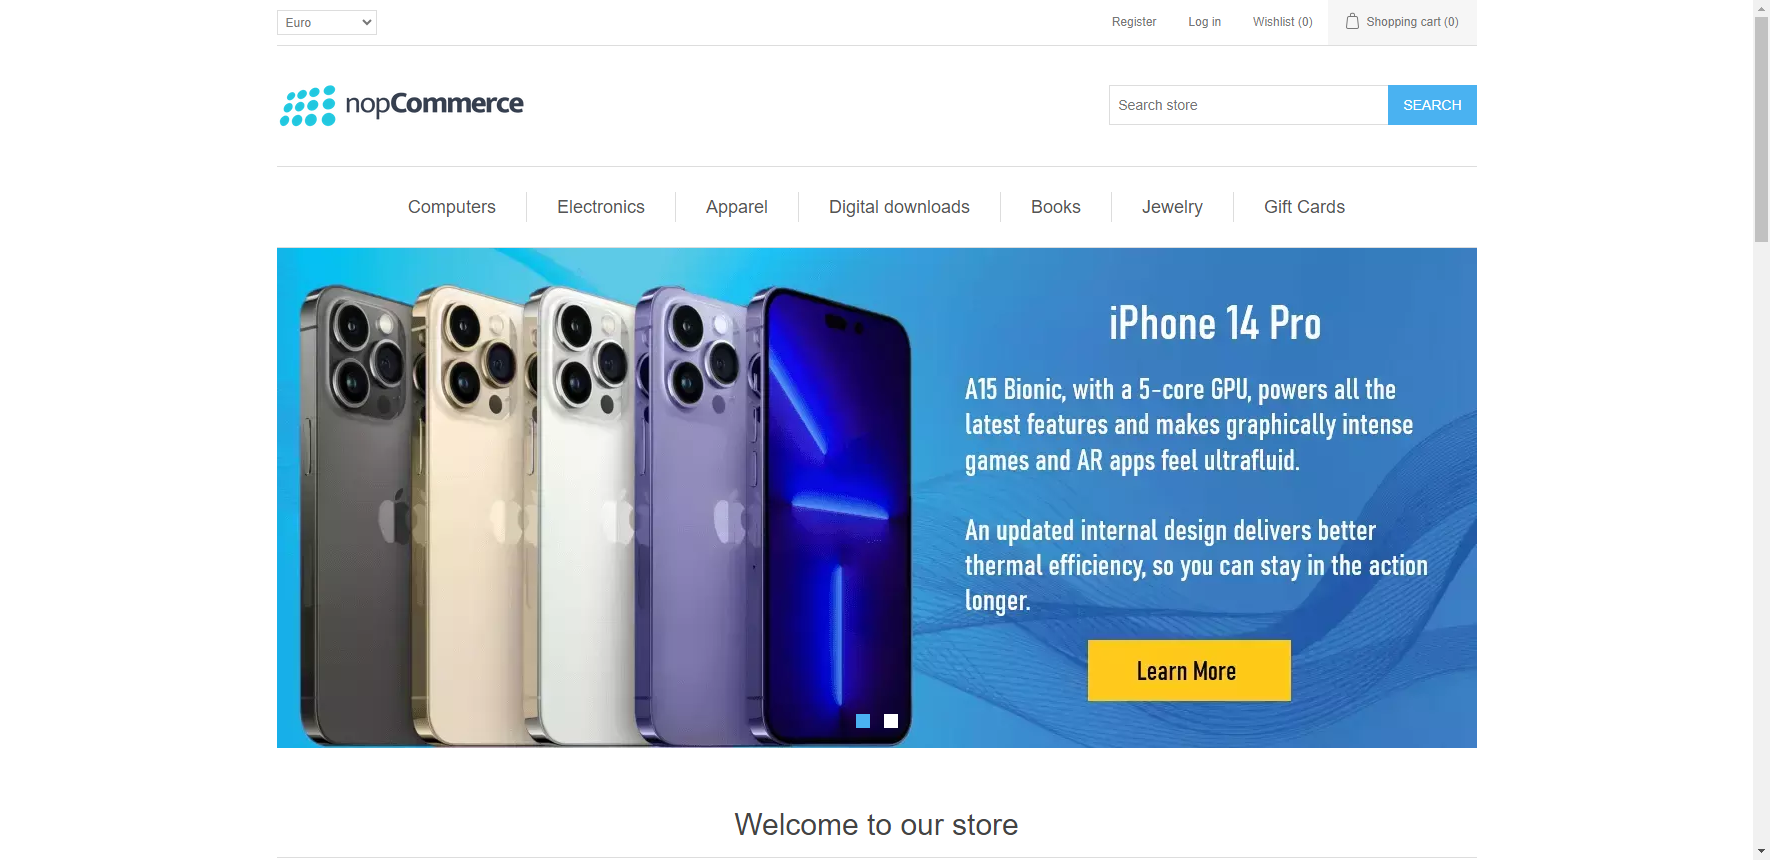 Euro
Register
Log in
Wishlist (0)
Shopping cart (0)
nopCommerce
Search store
SEARCH
Computers
Electronics
Apparel
Digital downloads
Books
Jewelry
Gift Cards
iPhone 14 Pro
A15 Bionic, with a 5-core GPU, powers all the
latest features and makes graphically intense
games and AR apps feel ultrafluid.
An updated internal design delivers better
thermal efficiency, so you can stay in the action
longer.
Learn More
Welcome to our store